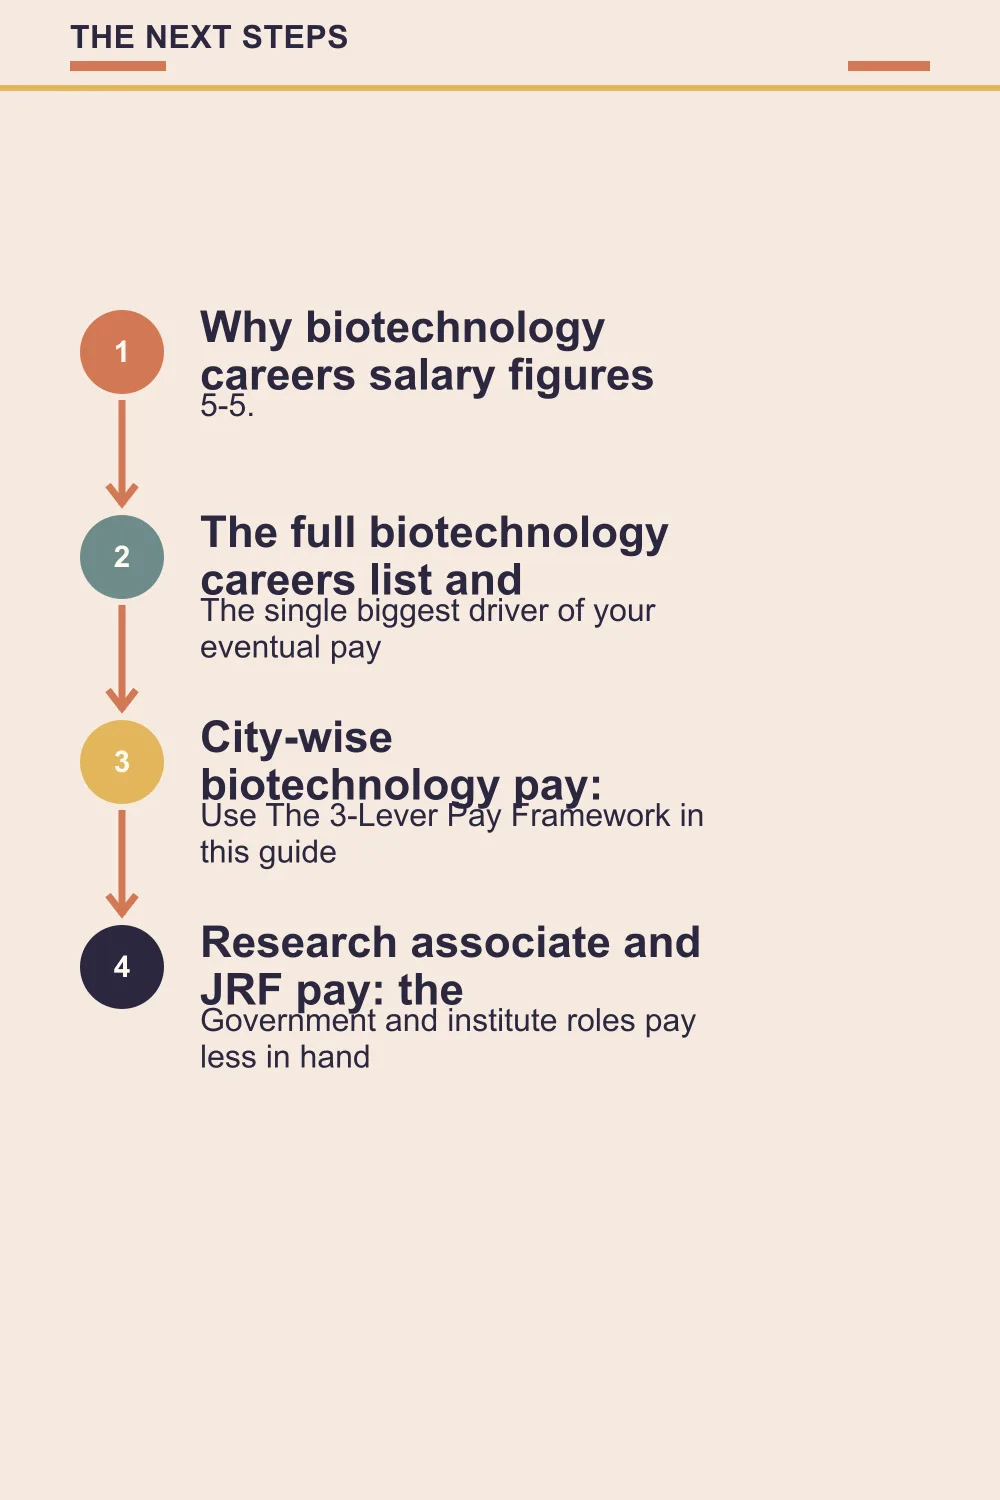 THE NEXT STEPS
1
Why biotechnology
careers salary figures
5-5.
2
The full biotechnology
careers list and
The single biggest driver of your
eventual pay
3
City-wise
biotechnology pay:
Use The 3-Lever Pay Framework in
this guide
4
Research associate and
JRF pay: the
Government and institute roles pay
less in hand